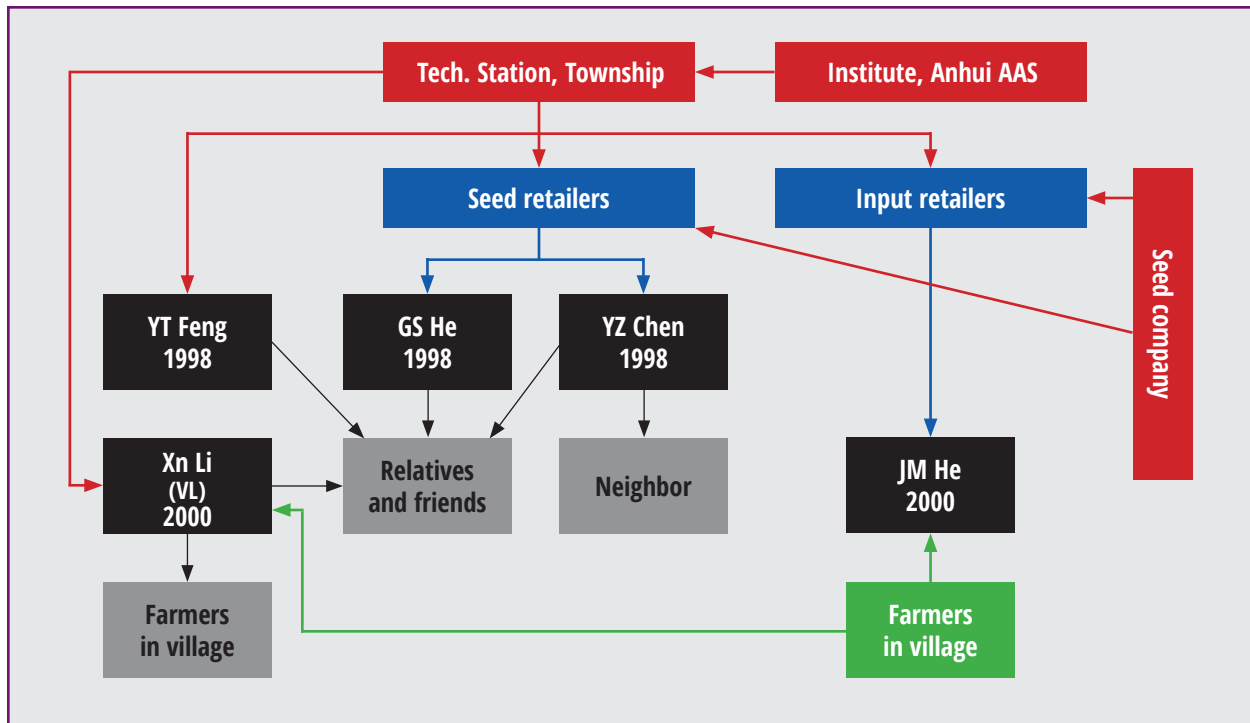 Tech. Station, Township
Institute, Anhui AAS
Seed retailers
Input retailers
Seed company
YT Feng
1998
GS He
1998
YZ Chen
1998
Xn Li
(VL)
2000
Relatives
and friends
Neighbor
JM He
2000
Farmers
in village
Farmers
in village